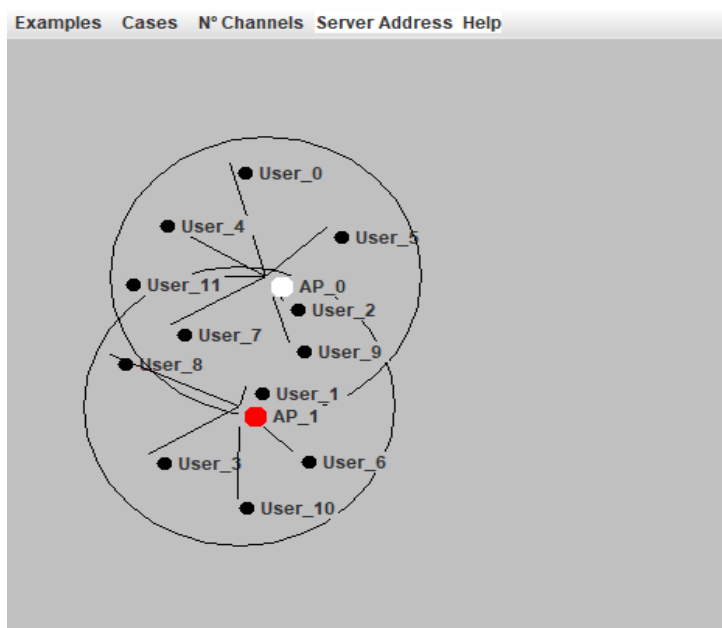 Examples Cases Nº Channels Server Address Help
User_0
User_4
User_5
User_11
AP_0
User_2
User_7
User_9
User_8
User_1
AP_1
User_3
User_6
User_10